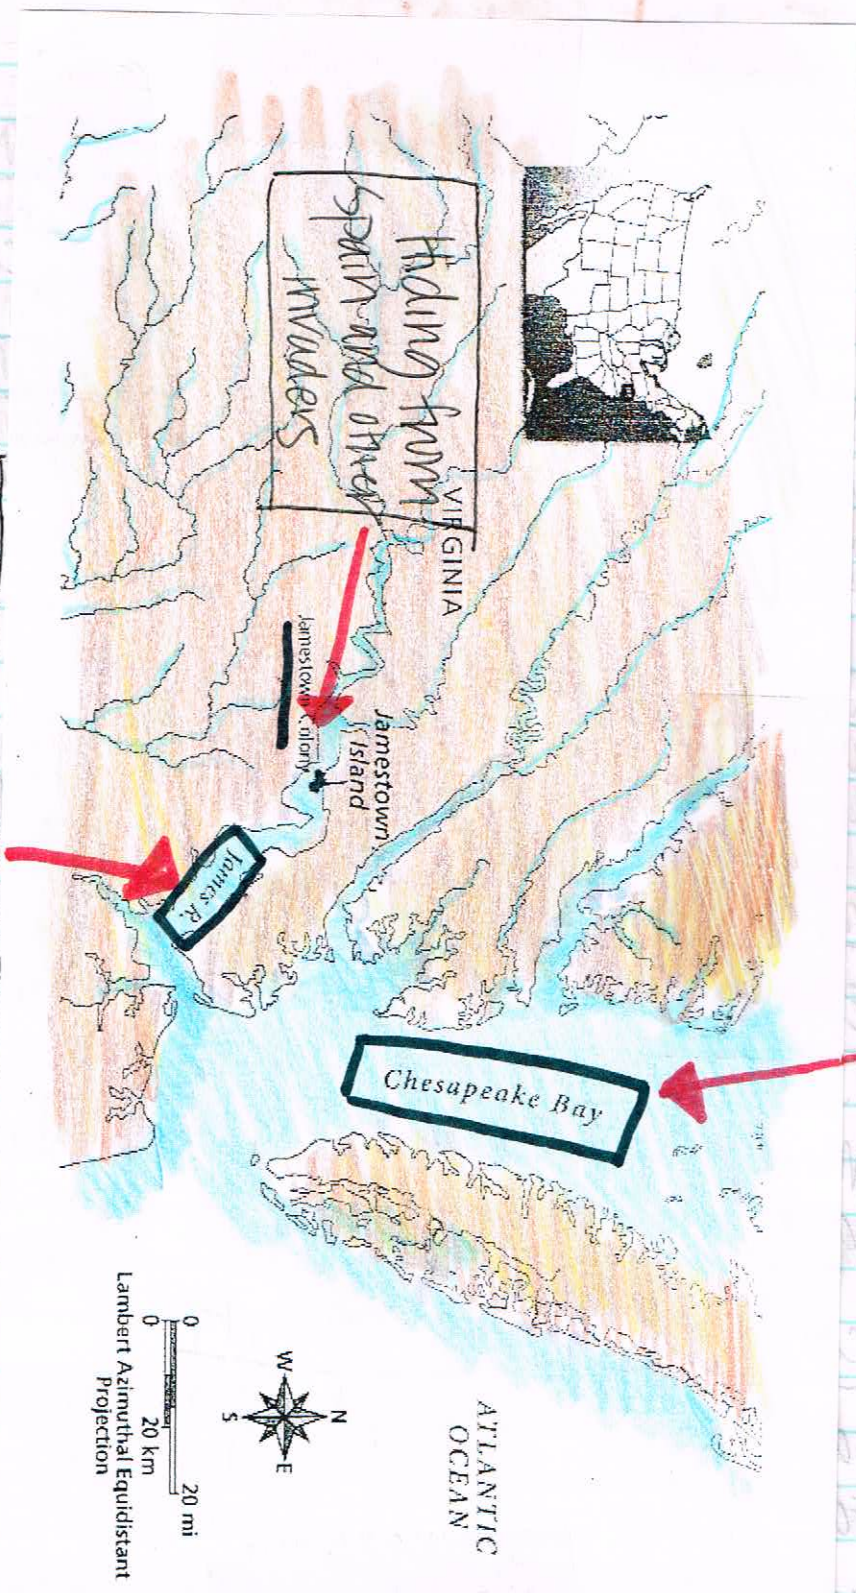 Hiding from
Spain and other
invaders
VIRGINIA
Jamestown
Island
Jamestown Colony
James R.
Chesapeake Bay
ATLANTIC
OCEAN
N
W
E
S
0
20 mi
0
20 km
Lambert Azimuthal Equidistant
Projection